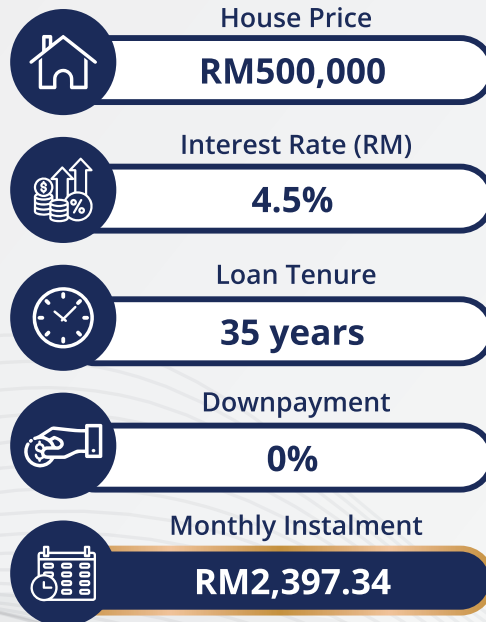 House Price
RM500,000
Interest Rate (RM)
4.5%
Loan Tenure
35 years
Downpayment
0%
Monthly Instalment
RM2,397.34